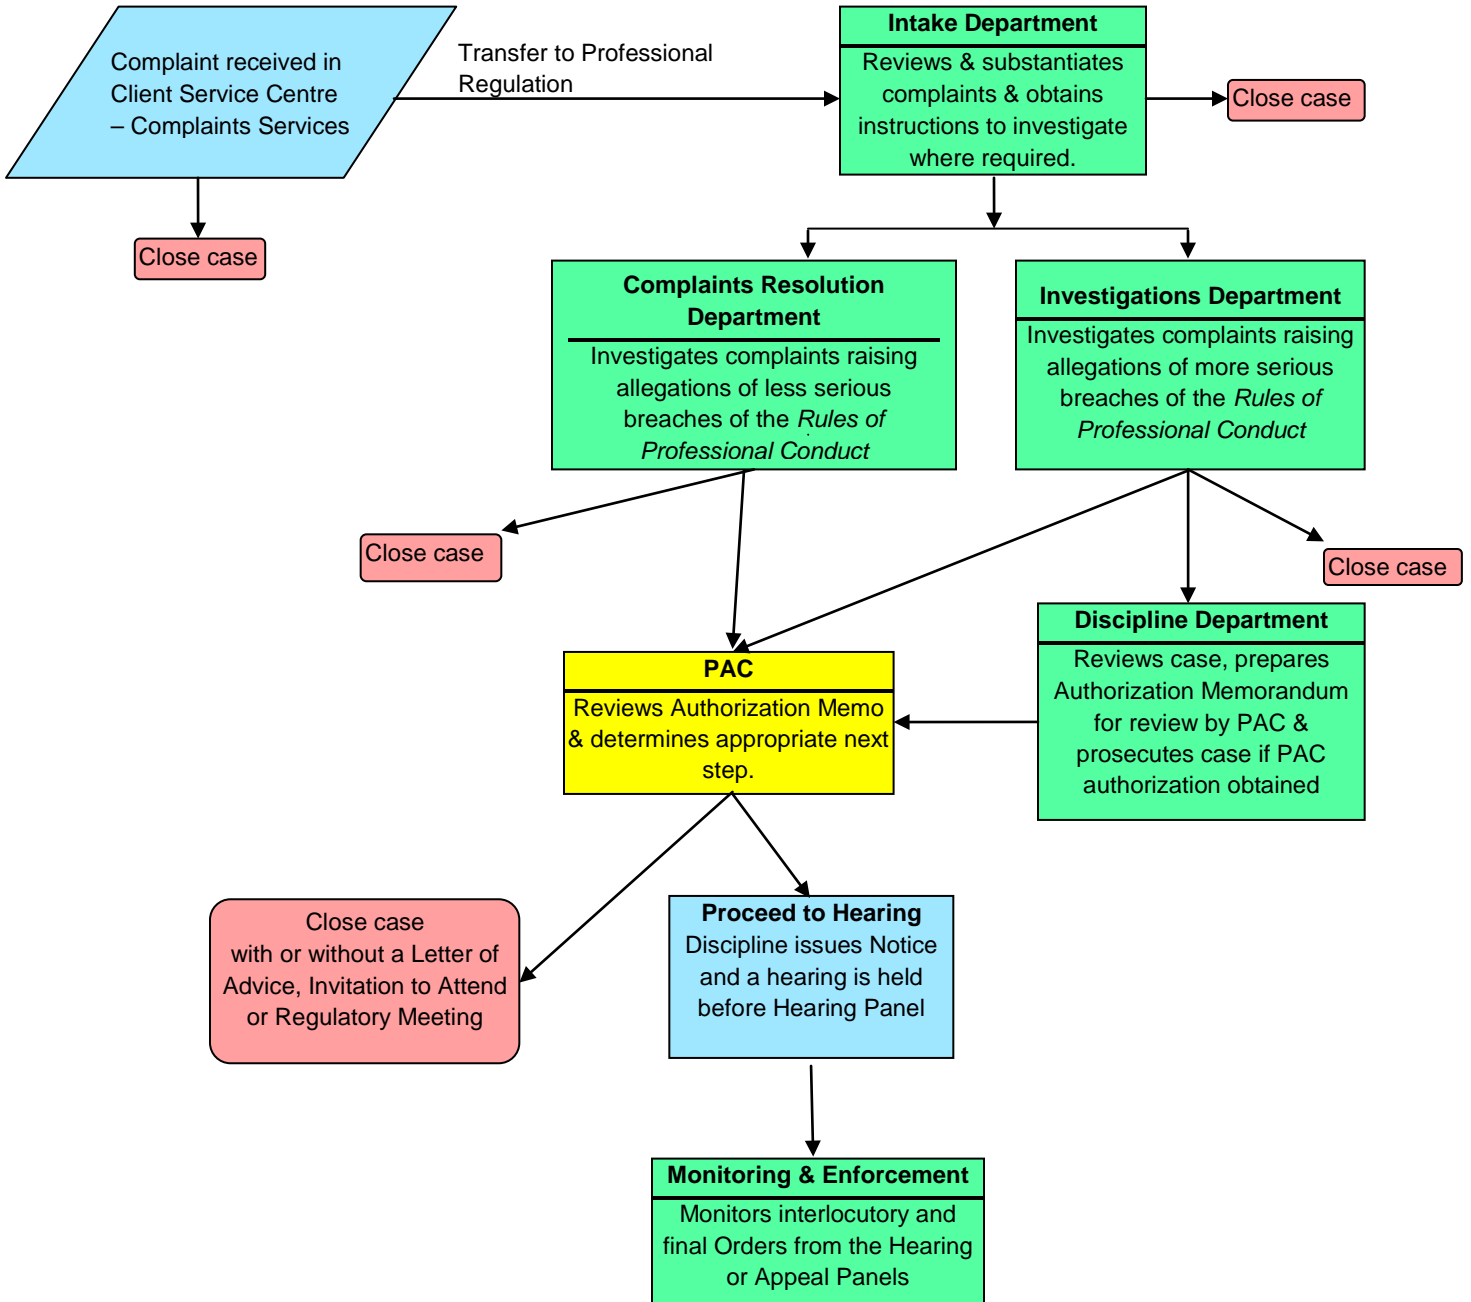 Complaint received in
Client Service Centre
– Complaints Services
Transfer to Professional
Regulation
Intake Department
Reviews & substantiates
complaints & obtains
instructions to investigate
where required.
Close case
Close case
Complaints Resolution
Department
Investigates complaints raising
allegations of less serious
breaches of the Rules of
Professional Conduct
Investigations Department
Investigates complaints raising
allegations of more serious
breaches of the Rules of
Professional Conduct
Close case
Close case
Discipline Department
Reviews case, prepares
Authorization Memorandum
for review by PAC &
prosecutes case if PAC
authorization obtained
PAC
Reviews Authorization Memo
& determines appropriate next
step.
Close case
with or without a Letter of
Advice, Invitation to Attend
or Regulatory Meeting
Proceed to Hearing
Discipline issues Notice
and a hearing is held
before Hearing Panel
Monitoring & Enforcement
Monitors interlocutory and
final Orders from the Hearing
or Appeal Panels